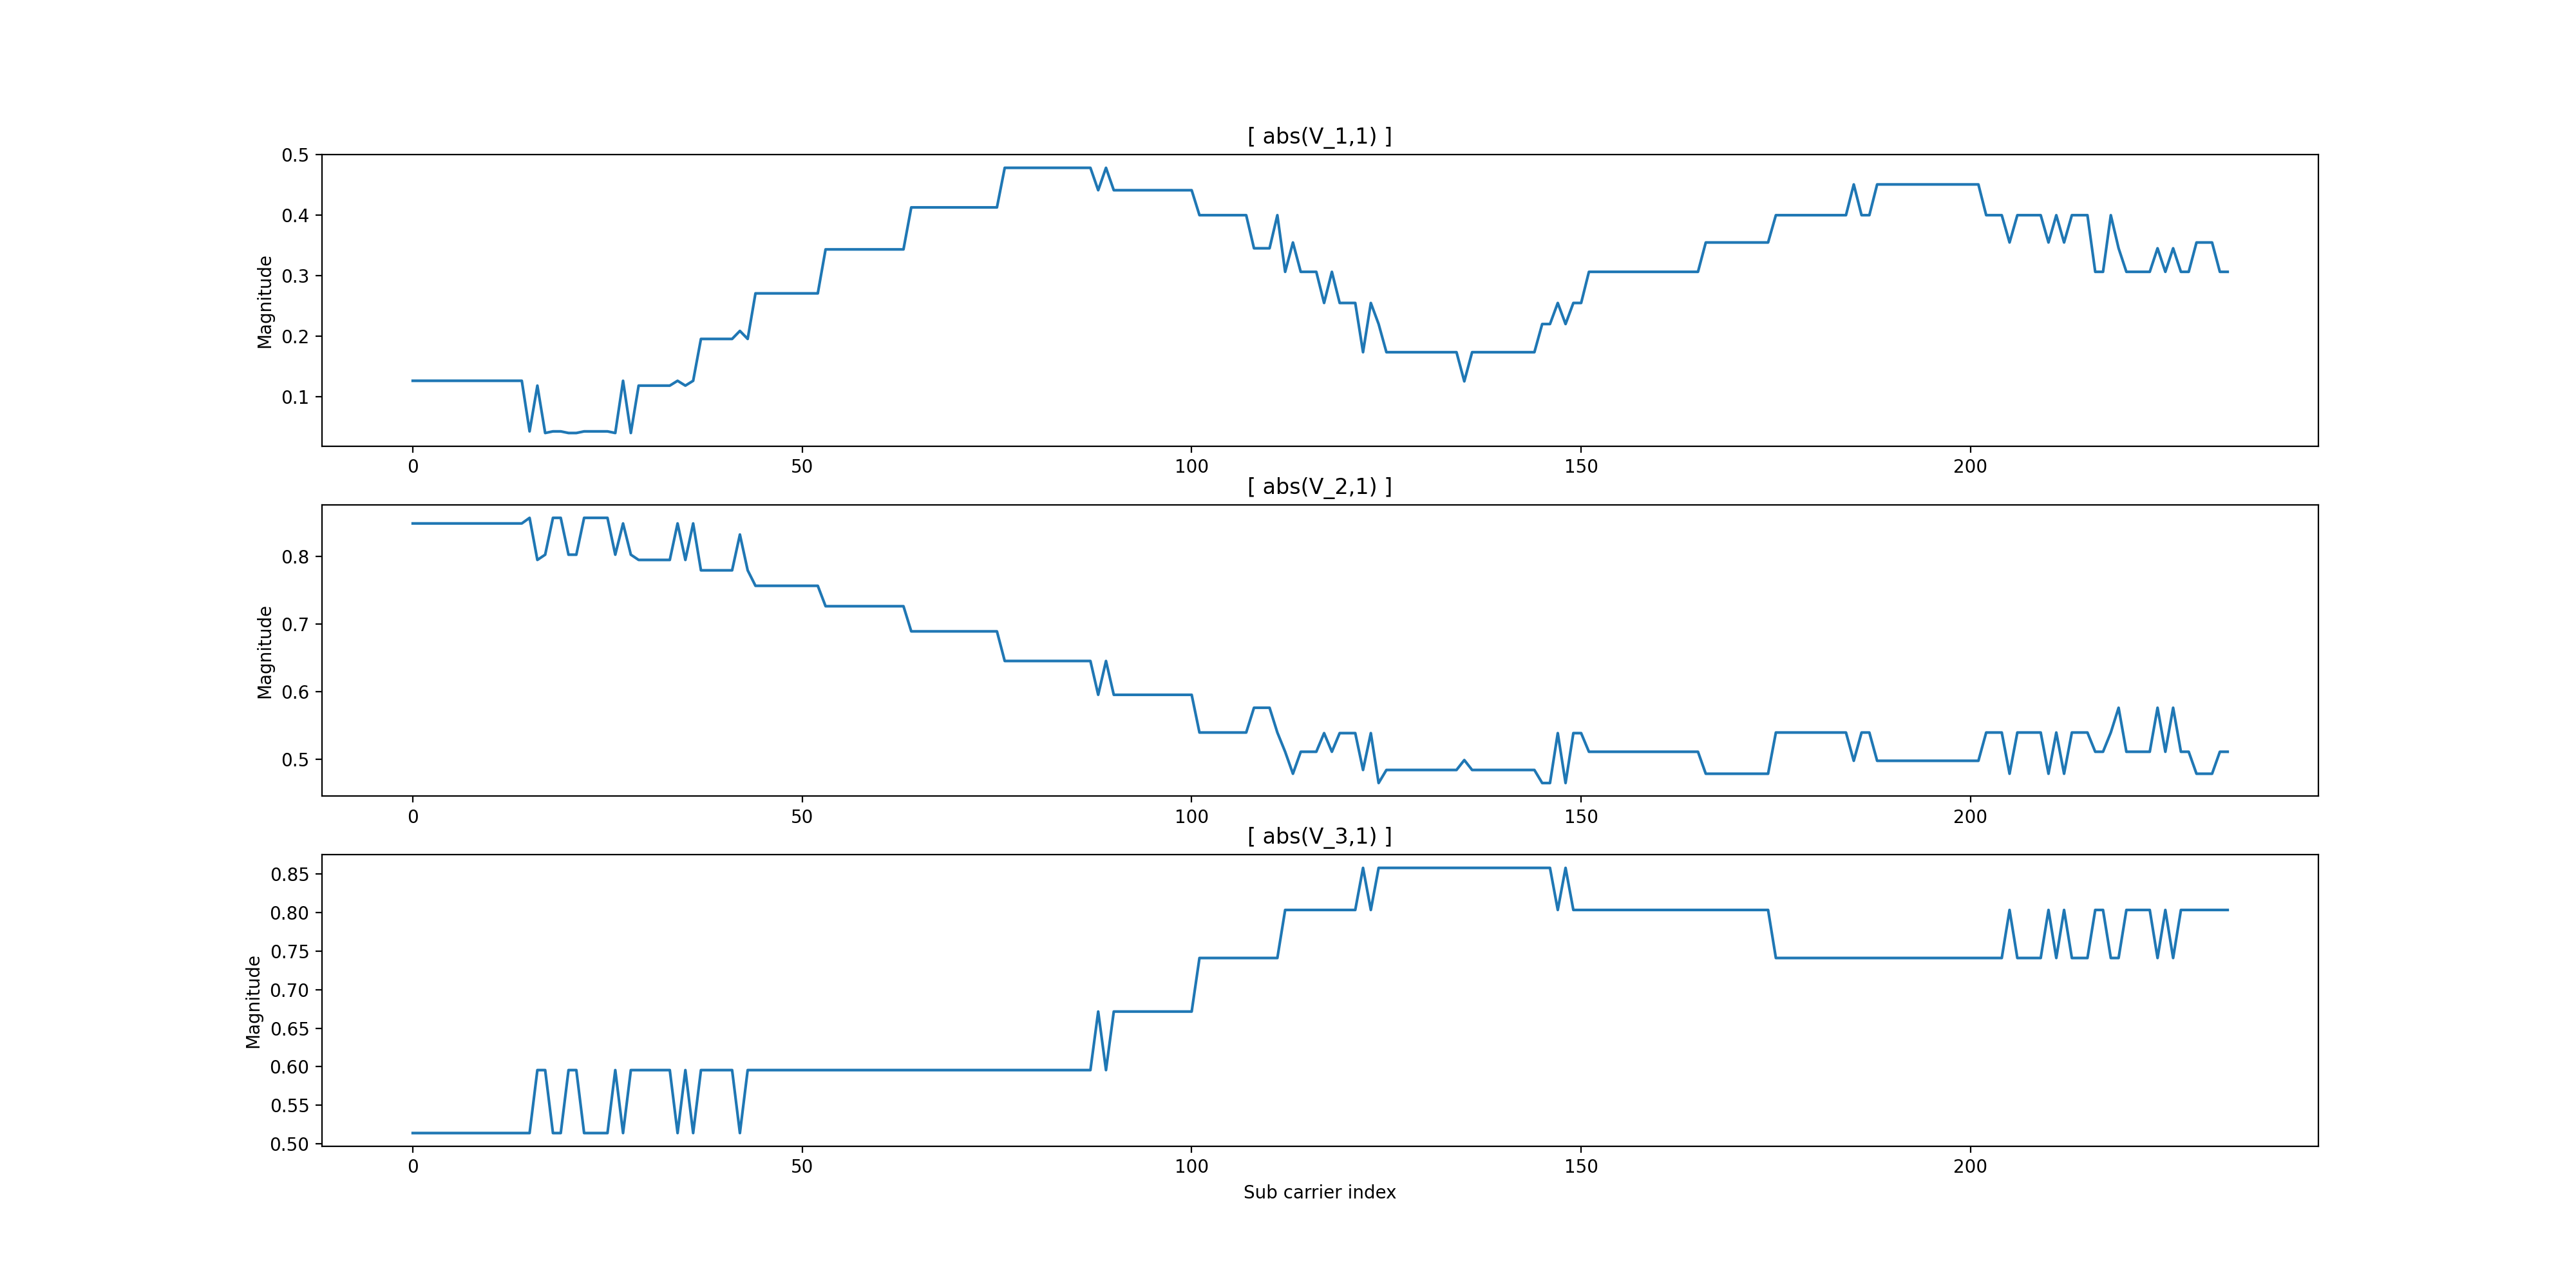 [ abs(V_1,1) ]
Magnitude
0.5
0.4
0.3
0.2
0.1
0 50 100 150 200
[ abs(V_2,1) ]
Magnitude
0.8
0.7
0.6
0.5
0 50 100 150 200
[ abs(V_3,1) ]
Magnitude
0.85
0.80
0.75
0.70
0.65
0.60
0.55
0.50
0 50 100 150 200
Sub carrier index